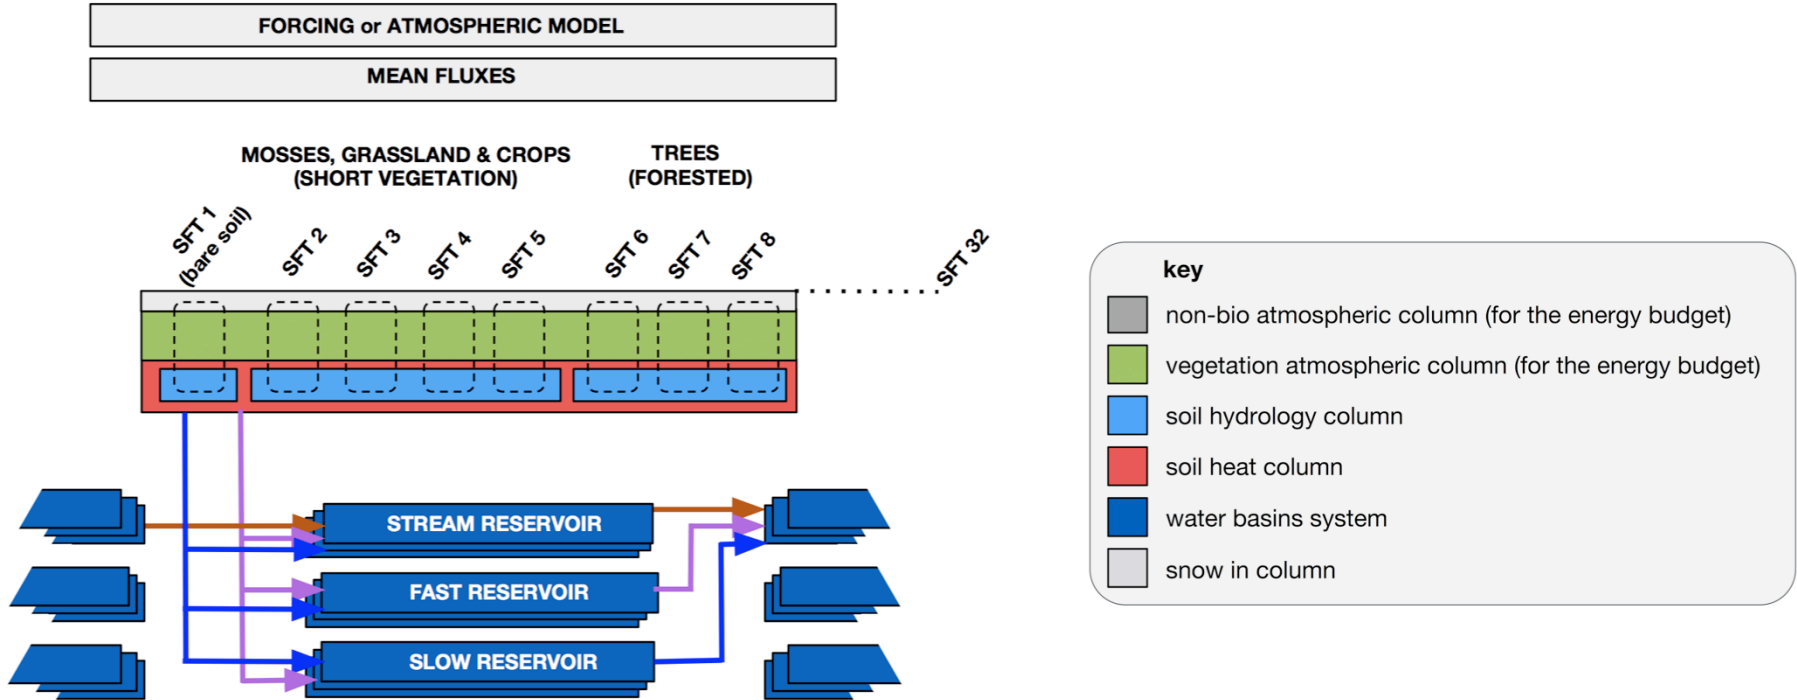 FORCING or ATMOSPHERIC MODEL
MEAN FLUXES
MOSSES, GRASSLAND & CROPS
(SHORT VEGETATION)
TREES
(FORESTED)
SFT 1
(bare soil)
SFT 2
SFT 3
SFT 4
SFT 5
SFT 6
SFT 7
SFT 8
SFT 32
STREAM RESERVOIR
FAST RESERVOIR
SLOW RESERVOIR
key
non-bio atmospheric column (for the energy budget)
vegetation atmospheric column (for the energy budget)
soil hydrology column
soil heat column
water basins system
snow in column